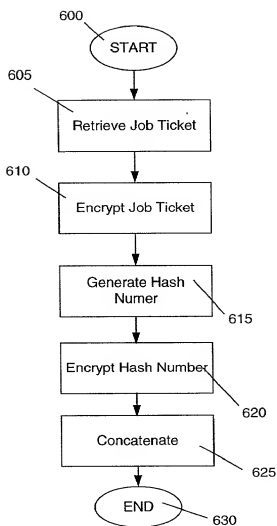 600
START
605
Retrieve Job Ticket
610
Encrypt Job Ticket
Generate Hash
Numer
615
Encrypt Hash Number
620
Concatenate
625
END
630